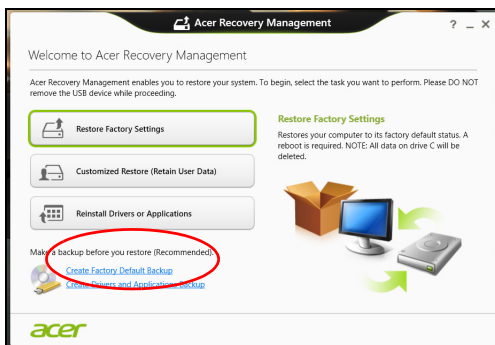 Acer Recovery Management
? _ ×
Welcome to Acer Recovery Management
Acer Recovery Management enables you to restore your system. To begin, select the task you want to perform. Please DO NOT
remove the USB device while proceeding.
Restore Factory Settings
Customized Restore (Retain User Data)
Reinstall Drivers or Applications
Restore Factory Settings
Restores your computer to its factory default status. A
reboot is required. NOTE: All data on drive C will be
deleted.
Make a backup before you restore (Recommended):
Create Factory Default Backup
Create Drivers and Applications Backup
acer